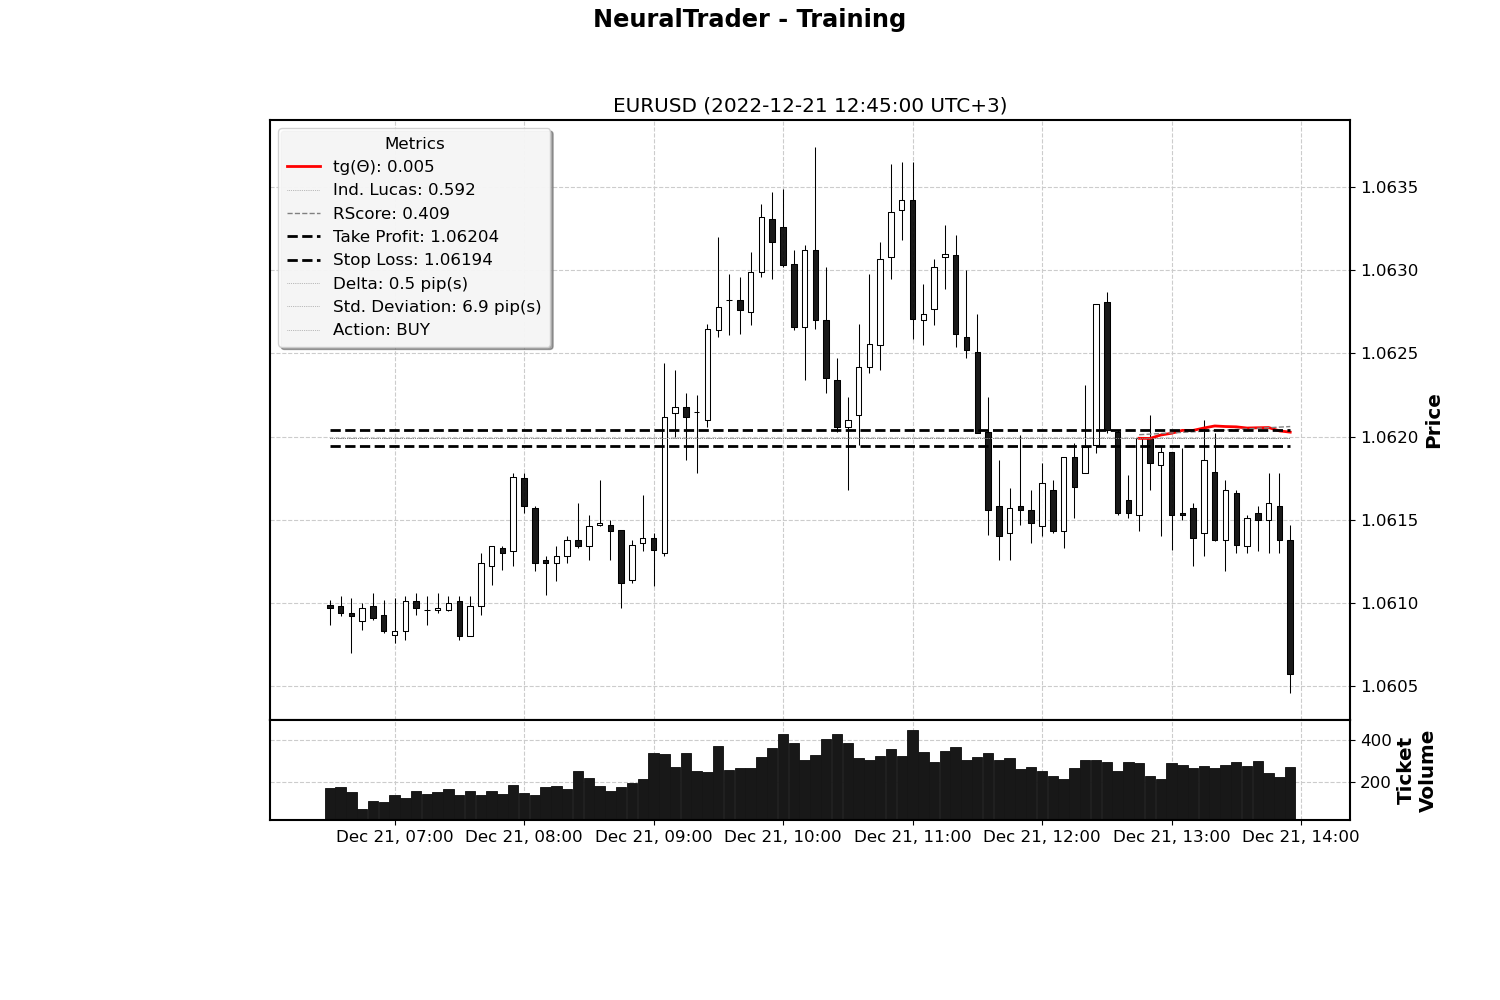 NeuralTrader - Training
EURUSD (2022-12-21 12:45:00 UTC+3)
Metrics
tg(Θ): 0.005
Ind. Lucas: 0.592
RScore: 0.409
Take Profit: 1.06204
Stop Loss: 1.06194
Delta: 0.5 pip(s)
Std. Deviation: 6.9 pip(s)
Action: BUY
1.0635
1.0630
1.0625
1.0620
1.0615
1.0610
1.0605
Price
400
200
Ticket
Volume
Dec 21, 07:00 Dec 21, 08:00 Dec 21, 09:00 Dec 21, 10:00 Dec 21, 11:00 Dec 21, 12:00 Dec 21, 13:00 Dec 21, 14:00